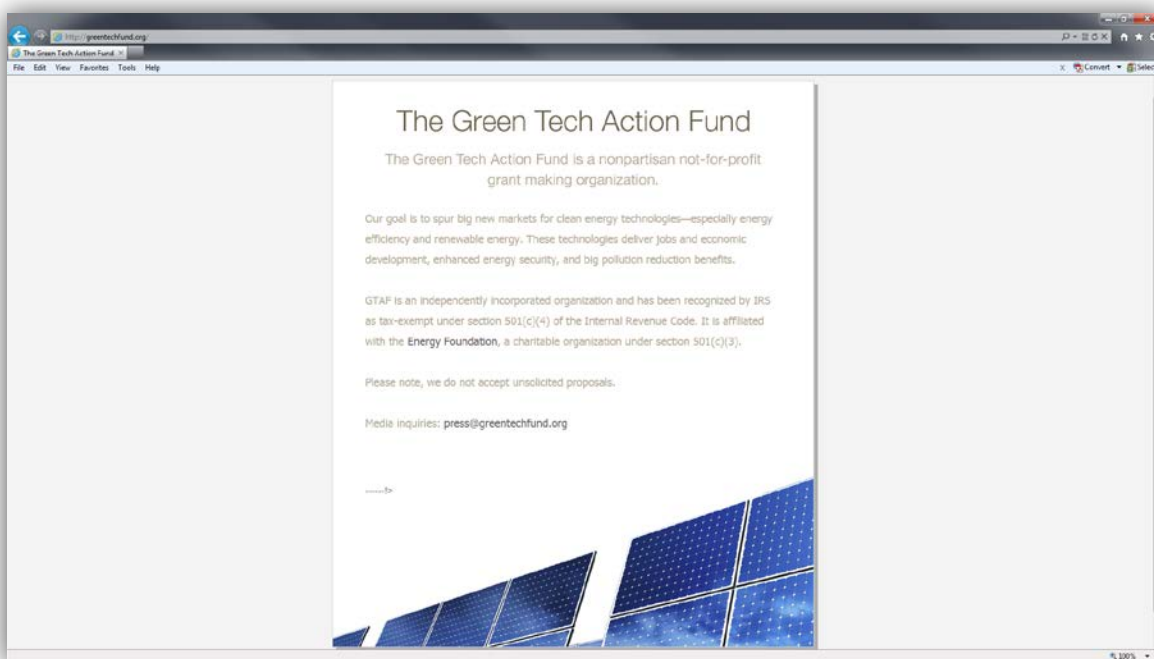 http://greentechfund.org/
The Green Tech Action Fund
File Edit View Favorites Tools Help
Convert
Select
The Green Tech Action Fund
The Green Tech Action Fund is a nonpartisan not-for-profit
grant making organization.
Our goal is to spur big new markets for clean energy technologies—especially energy
efficiency and renewable energy. These technologies deliver jobs and economic
development, enhanced energy security, and big pollution reduction benefits.
GTAF is an independently incorporated organization and has been recognized by IRS
as tax-exempt under section 501(c)(4) of the Internal Revenue Code. It is affiliated
with the Energy Foundation, a charitable organization under section 501(c)(3).
Please note, we do not accept unsolicited proposals.
Media inquiries: press@greentechfund.org
100%